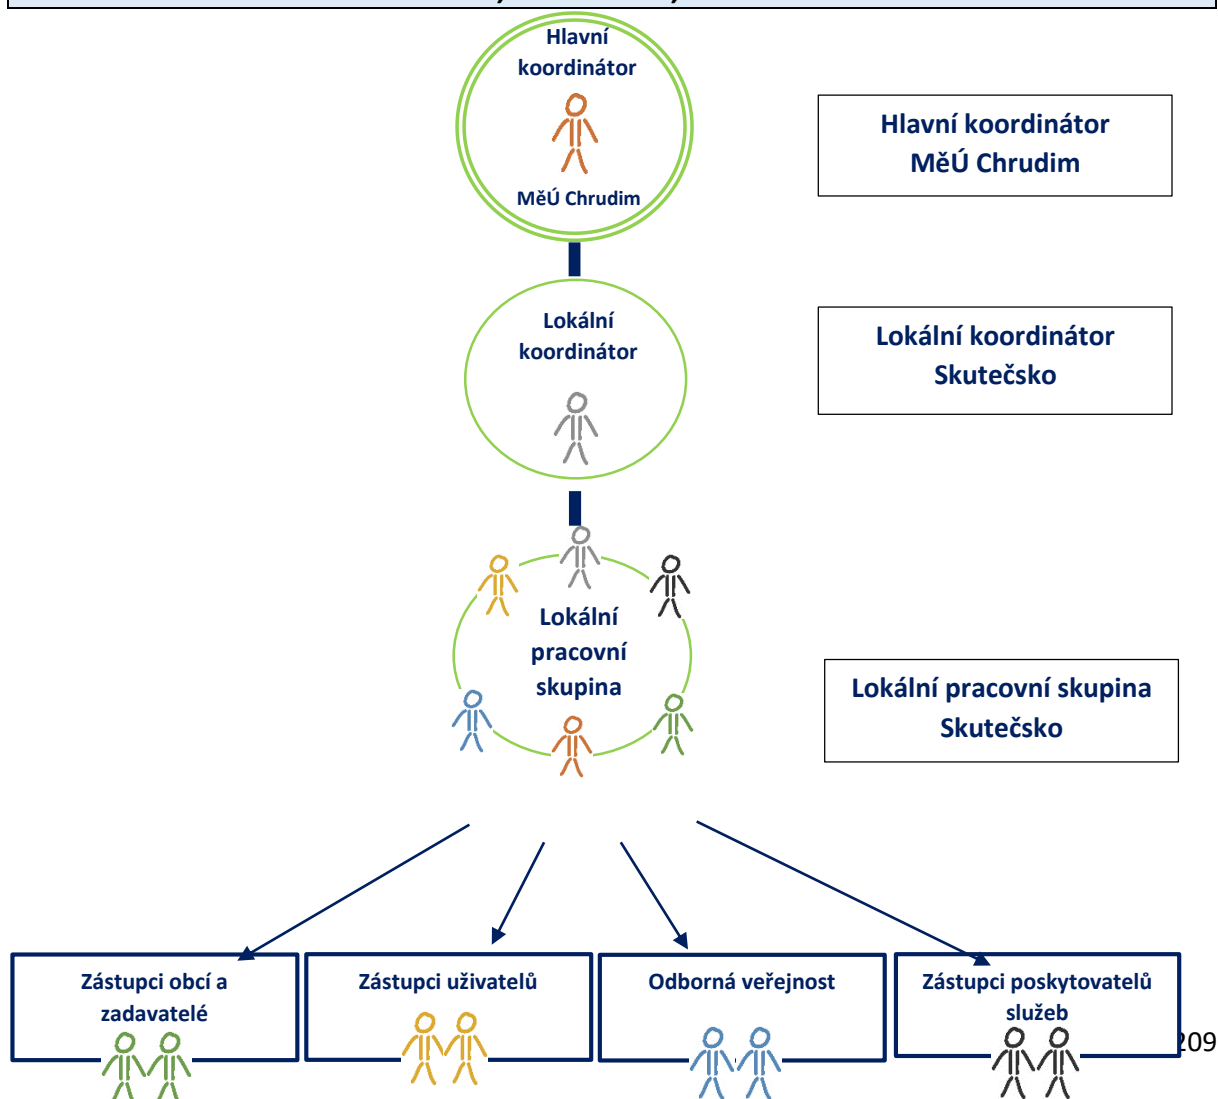 Hlavní
koordinátor
MěÚ Chrudim
Hlavní koordinátor
MěÚ Chrudim
Lokální
koordinátor
Lokální koordinátor
Skutečsko
Lokální
pracovní
skupina
Lokální pracovní skupina
Skutečsko
Zástupci obcí a
zadavatelé
Zástupci uživatelů
Odborná veřejnost
Zástupci poskytovatelů
služeb
209